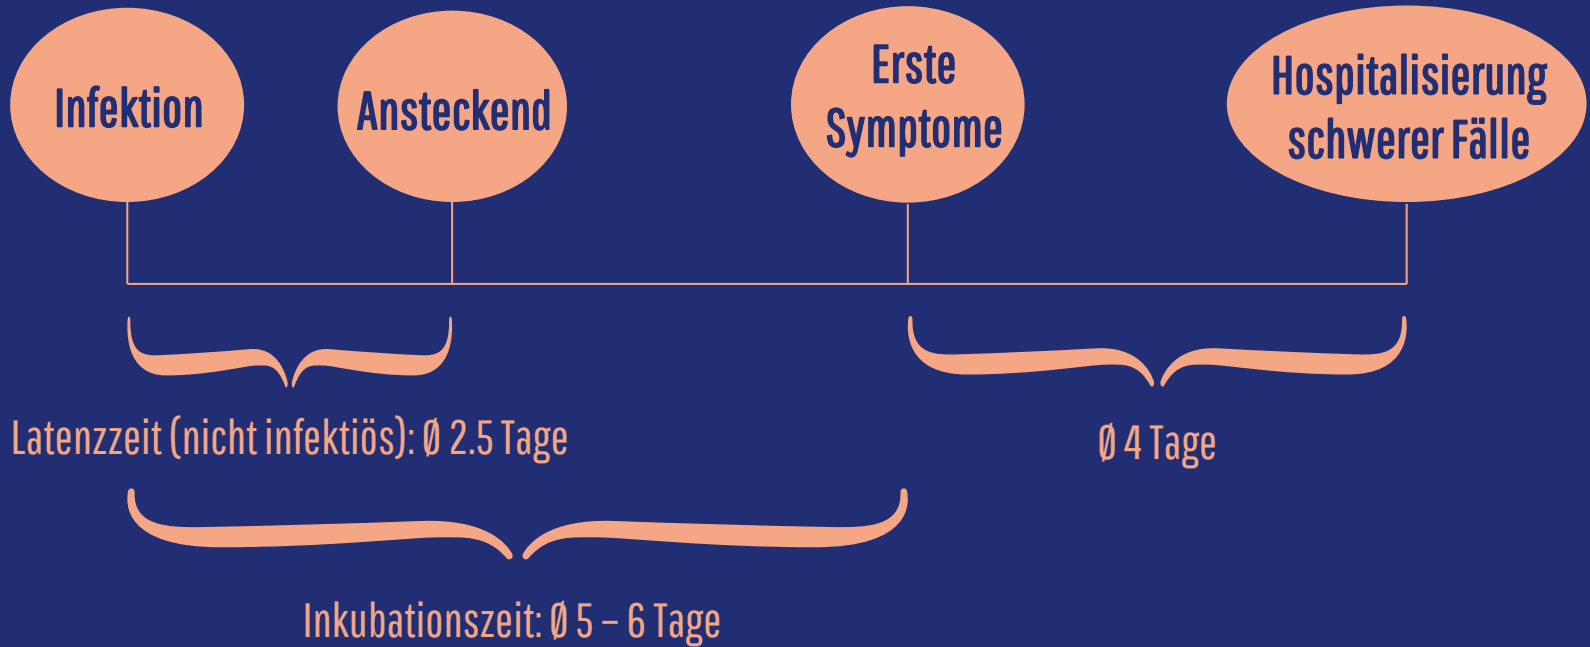 Infektion
Ansteckend
Erste
Symptome
Hospitalisierung
schwerer Fälle
Latenzzeit (nicht infektiös): Ø 2.5 Tage
Ø 4 Tage
Inkubationszeit: Ø 5 – 6 Tage